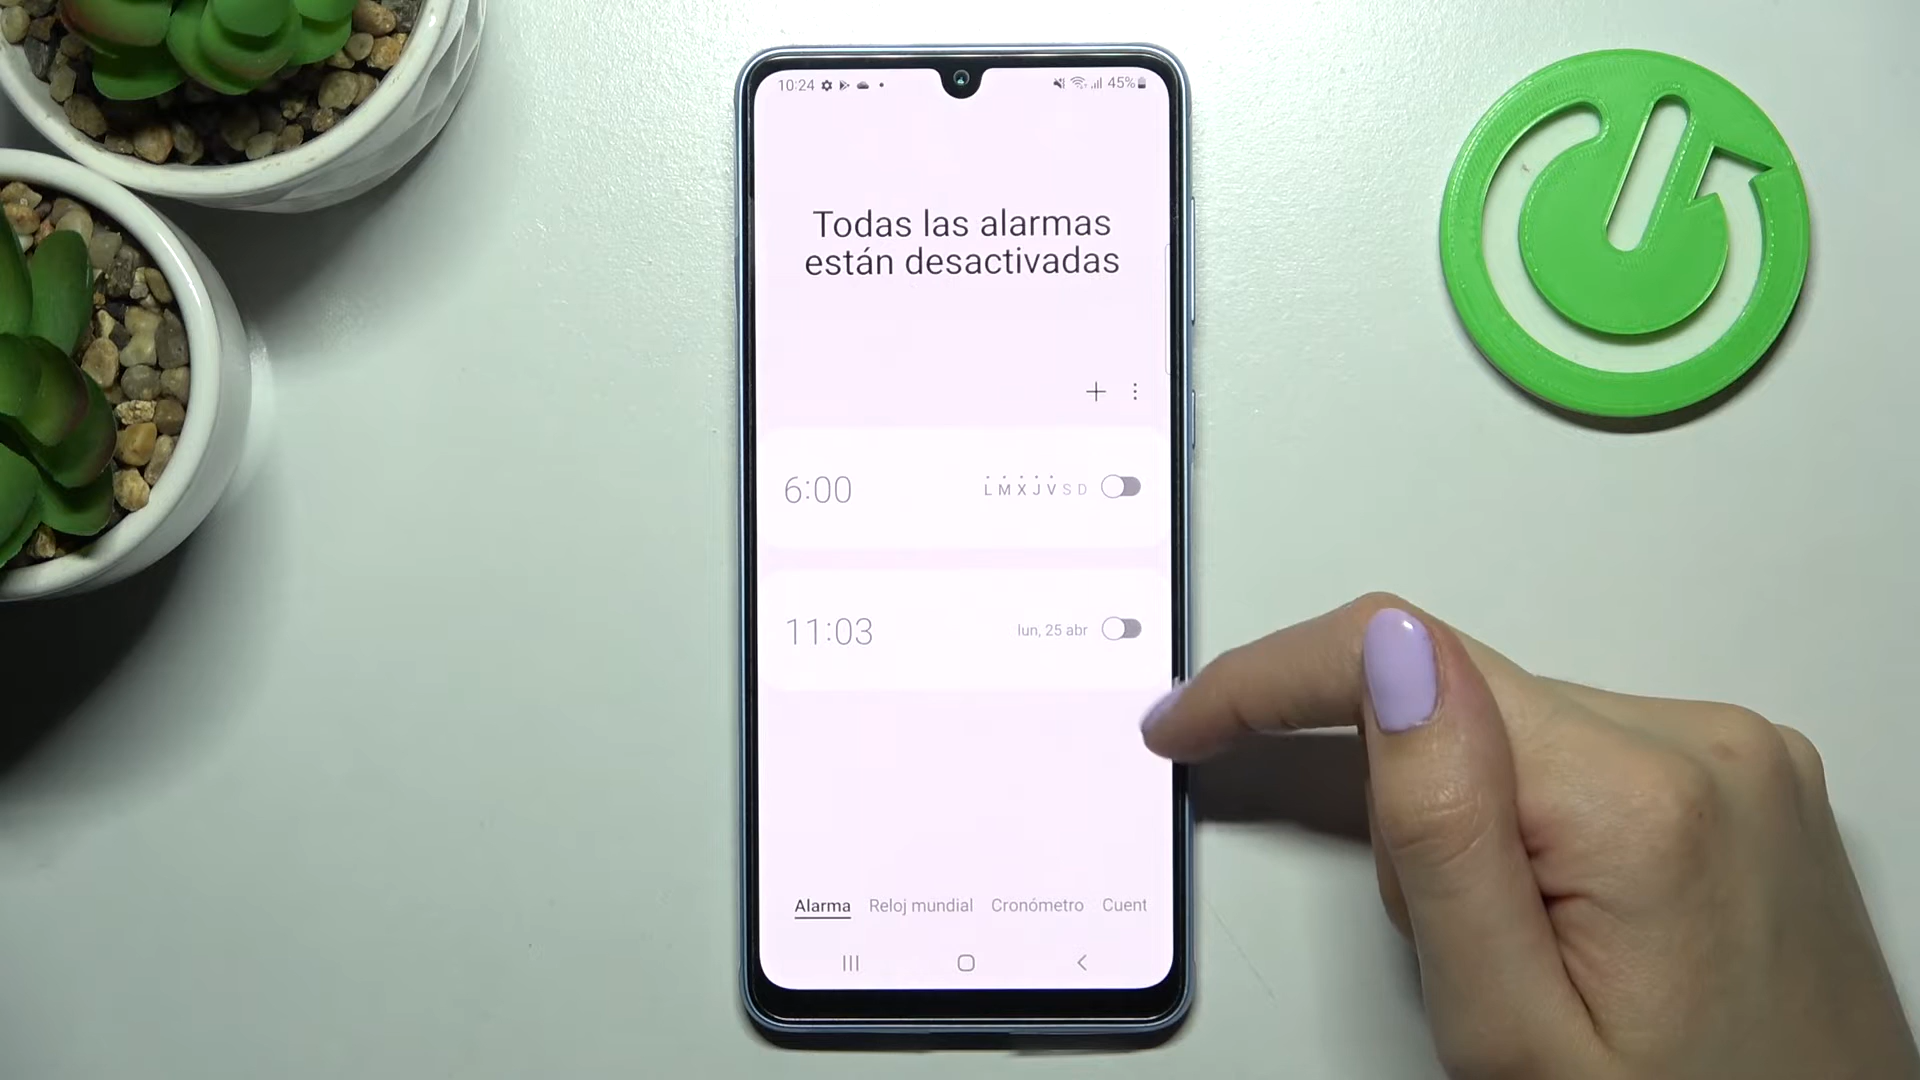 10:24
45%
Todas las alarmas
están desactivadas
6:00
L M X J V S D
11:03
lun, 25 abr
Alarma Reloj mundial Cronómetro Cuent